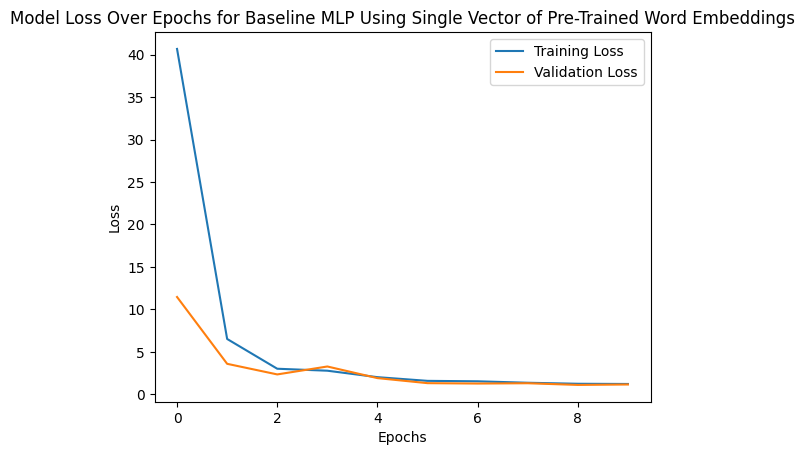 Model Loss Over Epochs for Baseline MLP Using Single Vector of Pre-Trained Word Embeddings
Training Loss
Validation Loss
40
35
30
25
20
15
10
5
0
Loss
0 2 4 6 8
Epochs